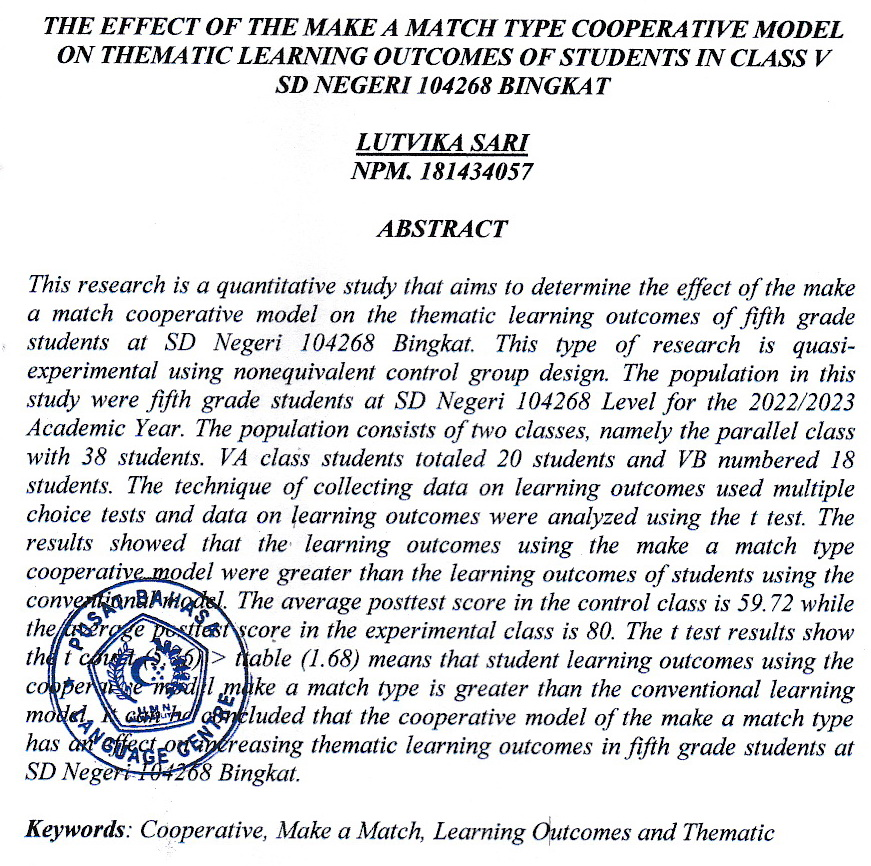 THE EFFECT OF THE MAKE A MATCH TYPE COOPERATIVE MODEL
ON THEMATIC LEARNING OUTCOMES OF STUDENTS IN CLASS V
SD NEGERI 104268 BINGKAT
LUTVIKA SARI
NPM. 181434057
ABSTRACT
This research is a quantitative study that aims to determine the effect of the make
a match cooperative model on the thematic learning outcomes of fifth grade
students at SD Negeri 104268 Bingkat. This type of research is quasi-
experimental using nonequivalent control group design. The population in this
study were fifth grade students at SD Negeri 104268 Level for the 2022/2023
Academic Year. The population consists of two classes, namely the parallel class
with 38 students. VA class students totaled 20 students and VB numbered 18
students. The technique of collecting data on learning outcomes used multiple
choice tests and data on learning outcomes were analyzed using the t test. The
results showed that the learning outcomes using the make a match type
cooperative model were greater than the learning outcomes of students using the
conventional model. The average posttest score in the control class is 59.72 while
the average posttest score in the experimental class is 80. The t test results show
the t count > ttable (1.68) means that student learning outcomes using the
cooperative model make a match type is greater than the conventional learning
model. It can concluded that the cooperative model of the make a match type
has an effect on increasing thematic learning outcomes in fifth grade students at
SD Negeri 104268 Bingkat.
Keywords: Cooperative, Make a Match, Learning Outcomes and Thematic
PUSAT BAHASA
UMN
LANGUAGE CENTRE